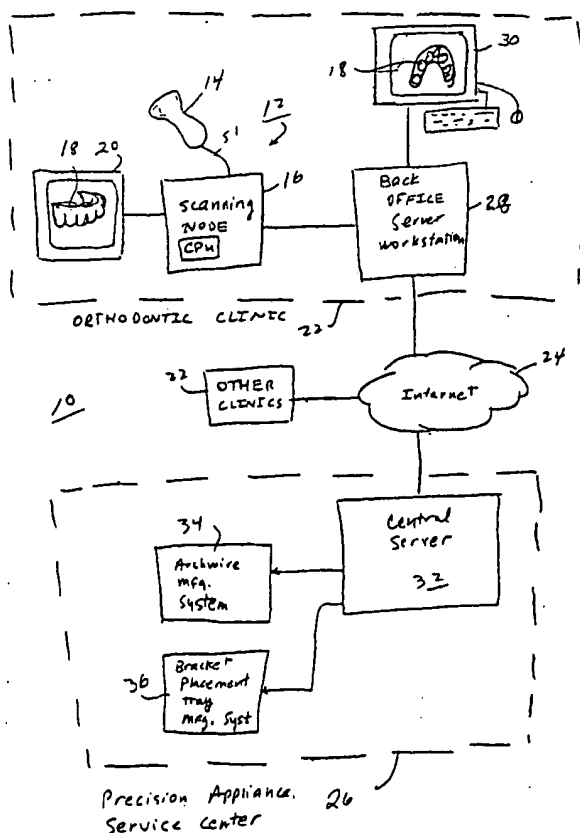 30
18
14
12
51
18
20
16
Scanning
NODE
CPU
BACK
OFFICE
Server
Workstation
28
ORTHODONTIC CLINIC
22
24
22
OTHER
CLINICS
Internet
10
Central
Server
32
34
Archwire
mfg.
System
36
Bracket
Placement
Tray
mfg. Syst
Precision Appliance.
Service Center
26